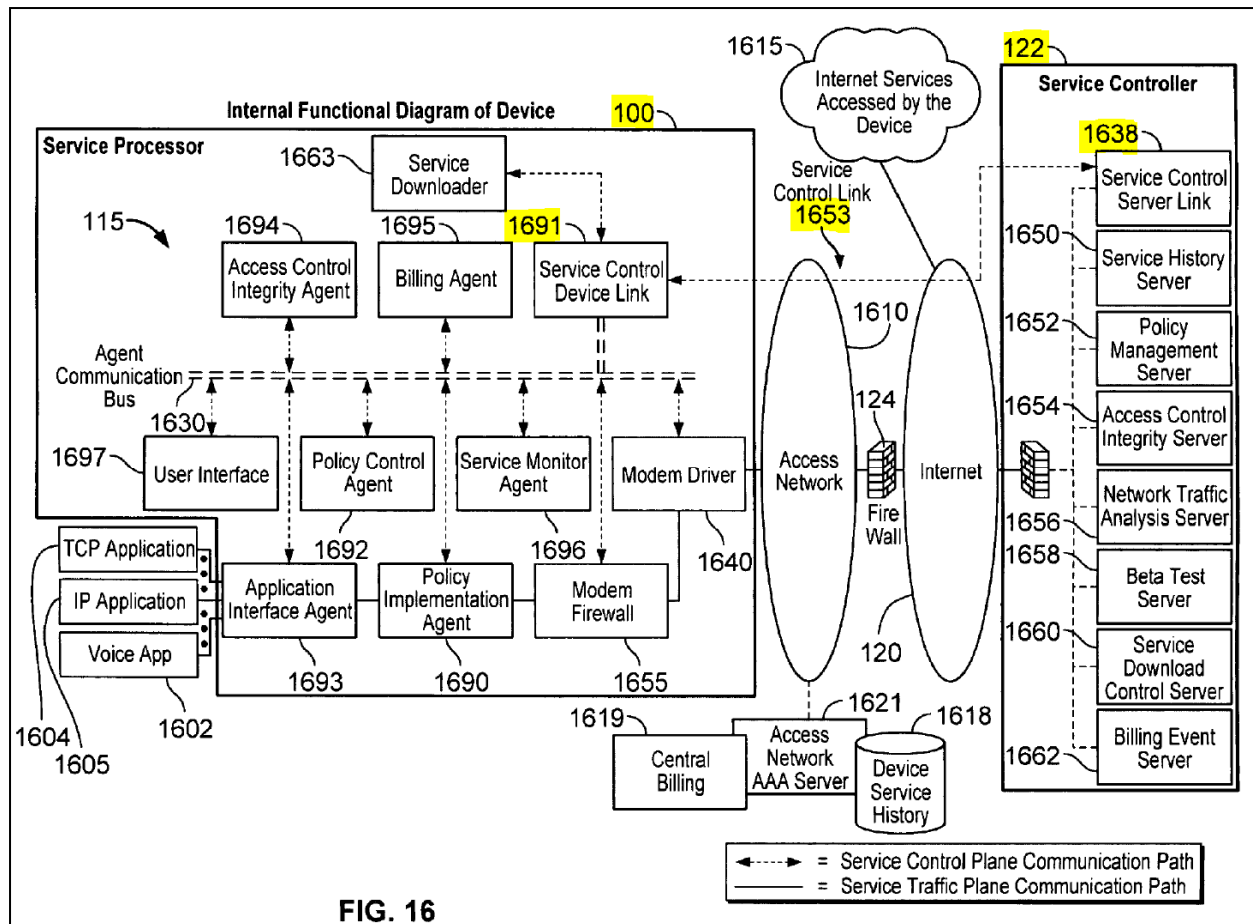 1615
122
Internet Services
Accessed by the
Device
Service Controller
Internal Functional Diagram of Device
100
Service Processor
1663
Service
Downloader
Service
Control Link
1653
1638
Service Control
Server Link
115
1694
Access Control
Integrity Agent
1695
Billing Agent
1691
Service Control
Device Link
1650
Service History
Server
1610
1652
Policy
Management
Server
Agent
Communication
Bus
1630
124
1654
Access Control
Integrity Server
1697
User Interface
Policy Control
Agent
Service Monitor
Agent
Modem Driver
Access
Network
Fire
Wall
Internet
1656
Network Traffic
Analysis Server
1692
1696
1640
1658
Beta Test
Server
TCP Application
IP Application
Voice App
Application
Interface Agent
Policy
Implementation
Agent
Modem
Firewall
120
1660
Service
Download
Control Server
1604
1605
1602
1693
1690
1655
1619
Central
Billing
1621
Access
Network
AAA Server
1618
Device
Service
History
1662
Billing Event
Server
= Service Control Plane Communication Path
= Service Traffic Plane Communication Path
FIG. 16